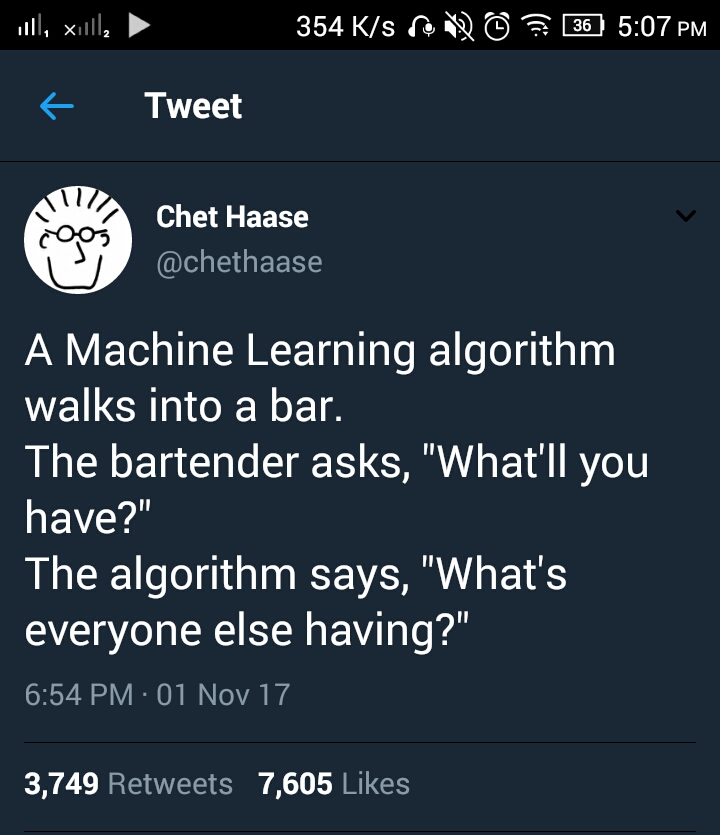 354 K/s 36 5:07 PM
Tweet
Chet Haase
@chethaase
A Machine Learning algorithm
walks into a bar.
The bartender asks, "What'll you
have?"
The algorithm says, "What's
everyone else having?"
6:54 PM · 01 Nov 17
3,749 Retweets 7,605 Likes